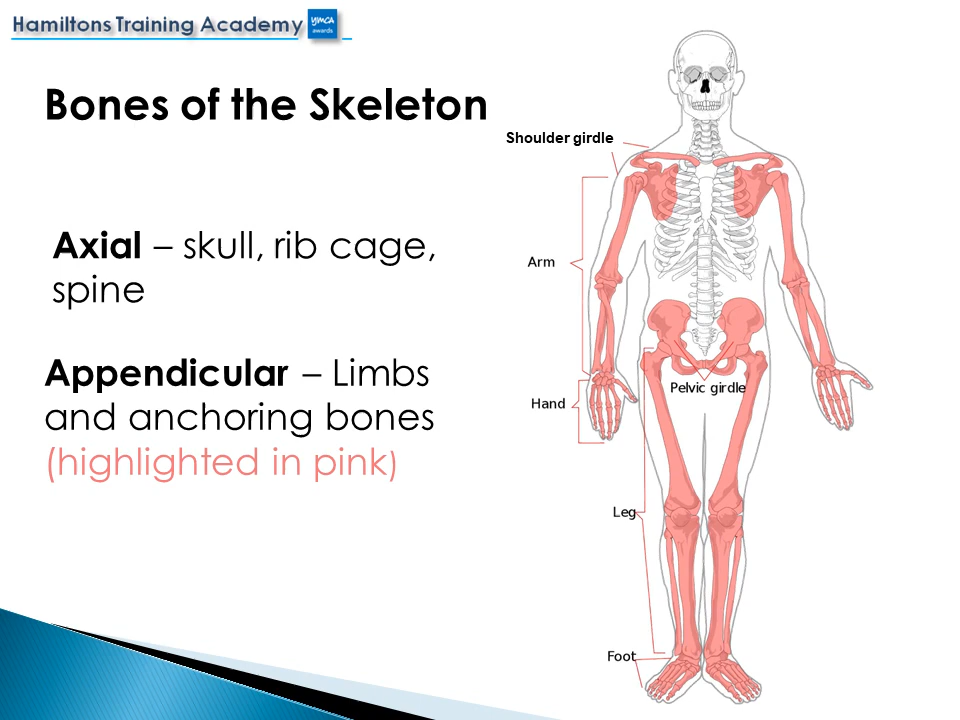 Hamiltons Training Academy
YMCA
awards
Bones of the Skeleton
Shoulder girdle
Axial – skull, rib cage,
spine
Arm
Appendicular – Limbs
and anchoring bones
(highlighted in pink)
Pelvic girdle
Hand
Leg
Foot